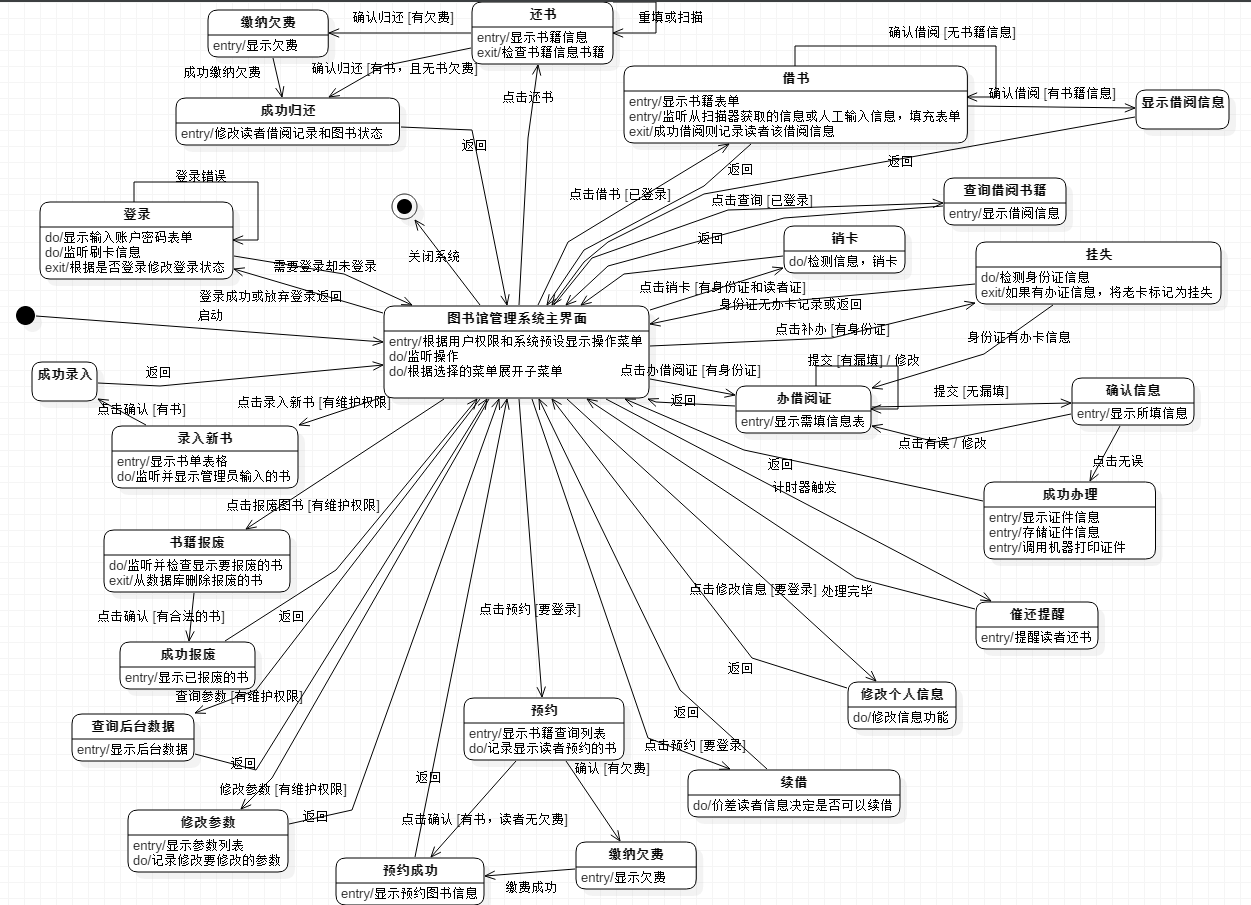 缴纳欠费
entry/显示欠费
确认归还 [有欠费]
还书
entry/显示书籍信息
exit/检查书籍信息书籍
重填或扫描
成功缴纳欠费
确认归还 [有书，且无书欠费]
成功归还
entry/修改读者借阅记录和图书状态
返回
点击还书
确认借阅 [无书籍信息]
借书
entry/显示书籍表单
entry/监听从扫描器获取的信息或人工输入信息，填充表单
exit/成功借阅则记录读者该借阅信息
确认借阅 [有书籍信息]
显示借阅信息
返回
返回
点击借书 [已登录]
点击查询 [已登录]
查询借阅书籍
entry/显示借阅信息
返回
登录错误
登录
do/显示输入账户密码表单
do/监听刷卡信息
exit/根据是否登录修改登录状态
需要登录却未登录
登录成功或放弃登录返回
关闭系统
销卡
do/检测信息，销卡
点击销卡 [有身份证和读者证]
挂失
do/检测身份证信息
exit/如果有办证信息，将老卡标记为挂失
身份证无办卡记录或返回
点击补办 [有身份证]
身份证有办卡信息
启动
图书馆管理系统主界面
entry/根据用户权限和系统预设显示操作菜单
do/监听操作
do/根据选择的菜单展开子菜单
成功录入
返回
点击确认 [有书]
点击录入新书 [有维护权限]
录入新书
entry/显示书单表格
do/监听并显示管理员输入的书
点击办借阅证 [有身份证]
返回
提交 [有漏填] / 修改
办借阅证
entry/显示需填信息表
提交 [无漏填]
确认信息
entry/显示所填信息
点击有误 / 修改
点击无误
返回
成功办理
entry/显示证件信息
entry/存储证件信息
entry/调用机器打印证件
计时器触发
点击报废图书 [有维护权限]
书籍报废
do/监听并检查显示要报废的书
exit/从数据库删除报废的书
点击确认 [有合法的书]
返回
成功报废
entry/显示已报废的书
点击预约 [要登录]
点击修改信息 [要登录]
处理完毕
催还提醒
entry/提醒读者还书
返回
修改个人信息
do/修改信息功能
查询参数 [有维护权限]
查询后台数据
entry/显示后台数据
返回
预约
entry/显示书籍查询列表
do/记录显示读者预约的书
返回
点击预约 [要登录]
续借
do/价差读者信息决定是否可以续借
修改参数 [有维护权限]
返回
修改参数
entry/显示参数列表
do/记录修改要修改的参数
返回
确认 [有欠费]
点击确认 [有书，读者无欠费]
预约成功
entry/显示预约图书信息
缴费成功
缴纳欠费
entry/显示欠费